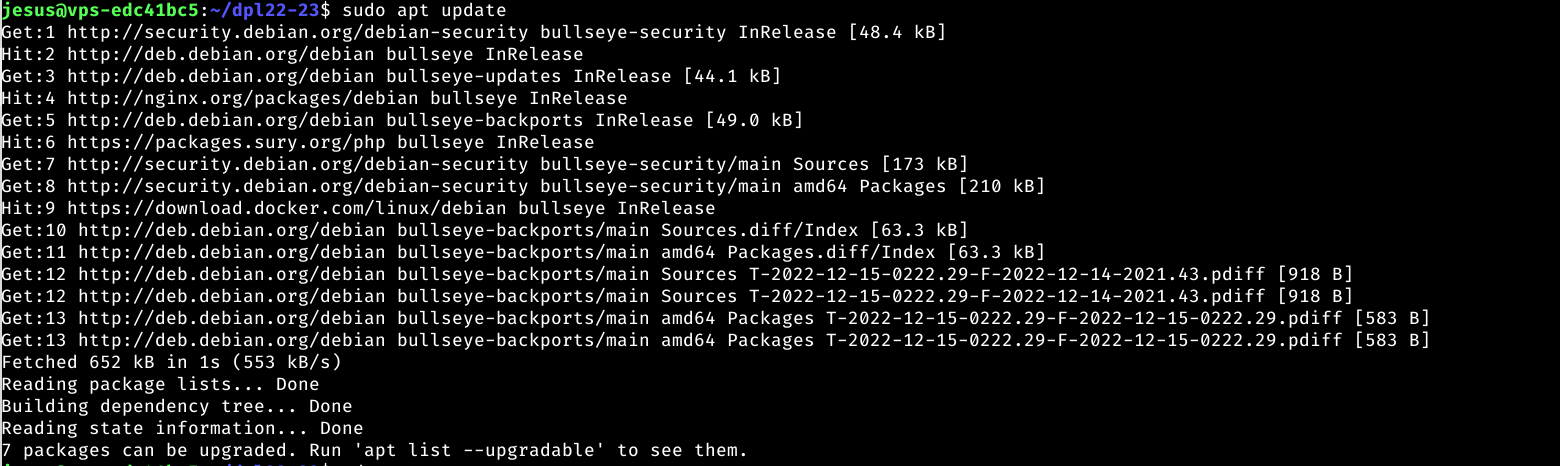 jesus@vps-edc41bc5:~/dpl22-23$ sudo apt update
Get:1 http://security.debian.org/debian-security bullseye-security InRelease [48.4 kB]
Hit:2 http://deb.debian.org/debian bullseye InRelease
Get:3 http://deb.debian.org/debian bullseye-updates InRelease [44.1 kB]
Hit:4 http://nginx.org/packages/debian bullseye InRelease
Get:5 http://deb.debian.org/debian bullseye-backports InRelease [49.0 kB]
Hit:6 https://packages.sury.org/php bullseye InRelease
Get:7 http://security.debian.org/debian-security bullseye-security/main Sources [173 kB]
Get:8 http://security.debian.org/debian-security bullseye-security/main amd64 Packages [210 kB]
Hit:9 https://download.docker.com/linux/debian bullseye InRelease
Get:10 http://deb.debian.org/debian bullseye-backports/main Sources.diff/Index [63.3 kB]
Get:11 http://deb.debian.org/debian bullseye-backports/main amd64 Packages.diff/Index [63.3 kB]
Get:12 http://deb.debian.org/debian bullseye-backports/main Sources T-2022-12-15-0222.29-F-2022-12-14-2021.43.pdiff [918 B]
Get:12 http://deb.debian.org/debian bullseye-backports/main Sources T-2022-12-15-0222.29-F-2022-12-14-2021.43.pdiff [918 B]
Get:13 http://deb.debian.org/debian bullseye-backports/main amd64 Packages T-2022-12-15-0222.29-F-2022-12-15-0222.29.pdiff [583 B]
Get:13 http://deb.debian.org/debian bullseye-backports/main amd64 Packages T-2022-12-15-0222.29-F-2022-12-15-0222.29.pdiff [583 B]
Fetched 652 kB in 1s (553 kB/s)
Reading package lists... Done
Building dependency tree... Done
Reading state information... Done
7 packages can be upgraded. Run 'apt list --upgradable' to see them.